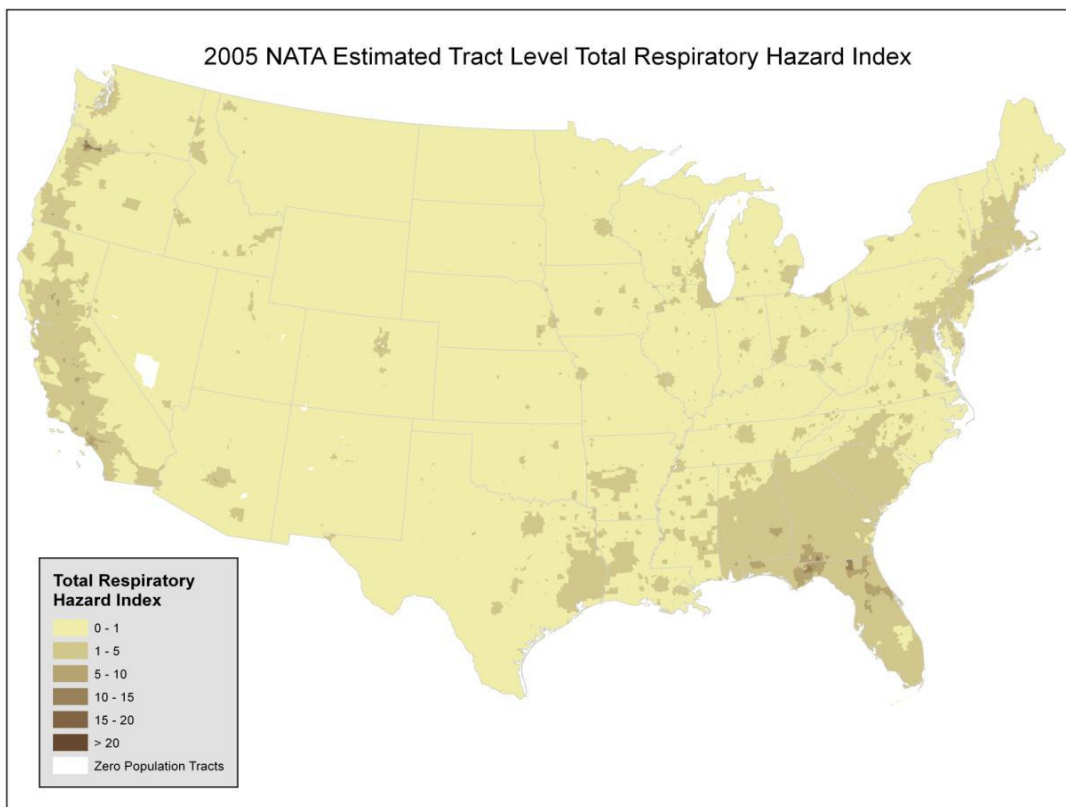 2005 NATA Estimated Tract Level Total Respiratory Hazard Index
Total Respiratory
Hazard Index
0 - 1
1 - 5
5 - 10
10 - 15
15 - 20
> 20
Zero Population Tracts